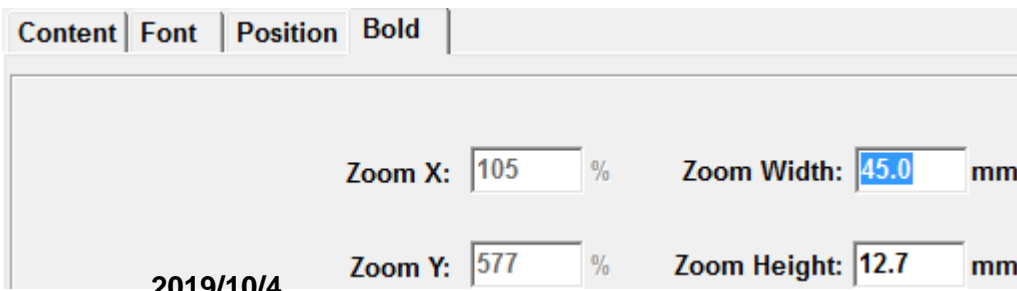 Content Font Position Bold
Zoom X: 105 % Zoom Width: 45.0 mm
Zoom Y: 577 % Zoom Height: 12.7 mm
2019/10/4